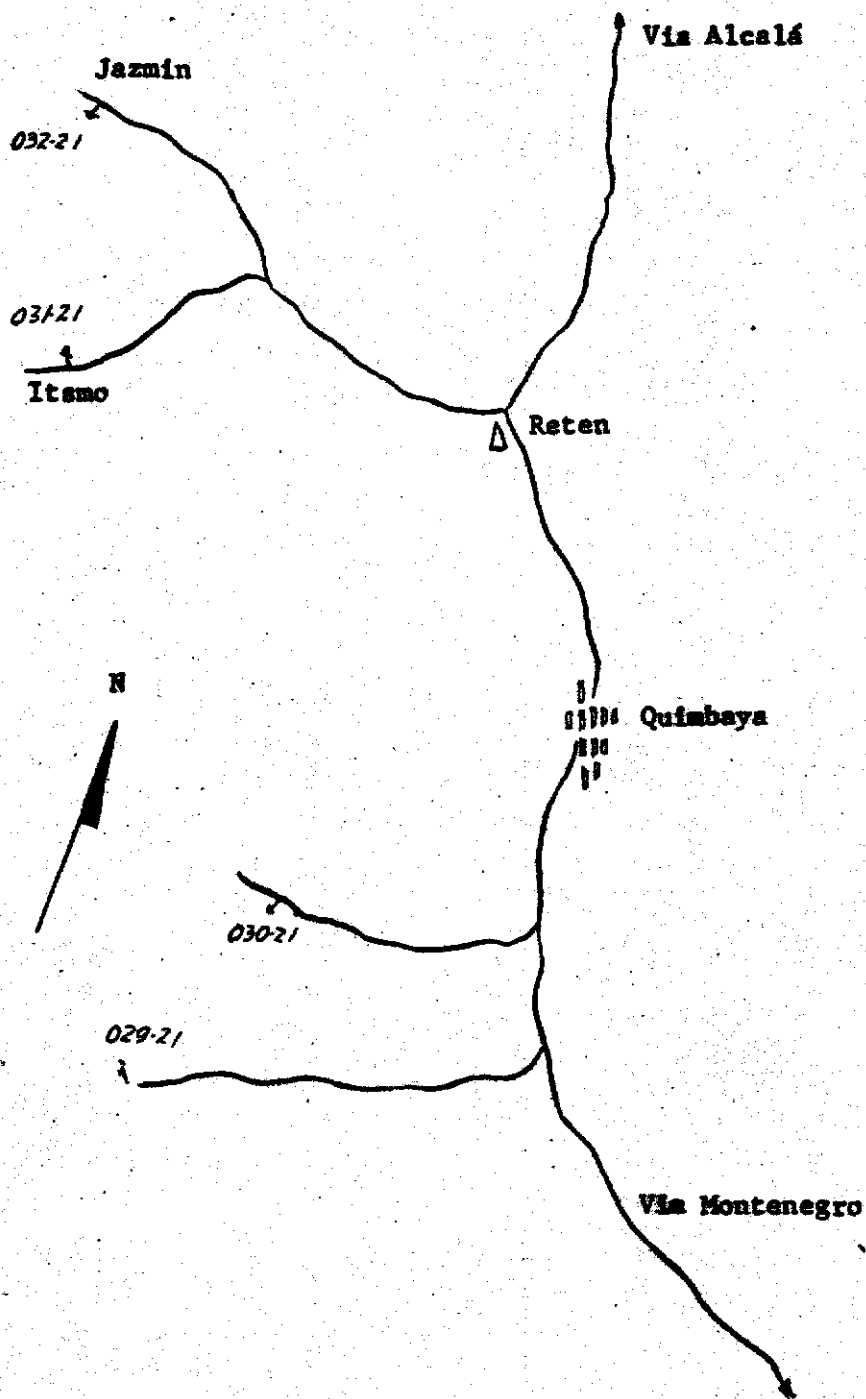 Via Alcalá
Jazmin
032-21
031-21
Itsmo
Reten
N
Quimbaya
030-21
029-21
Via Montenegro